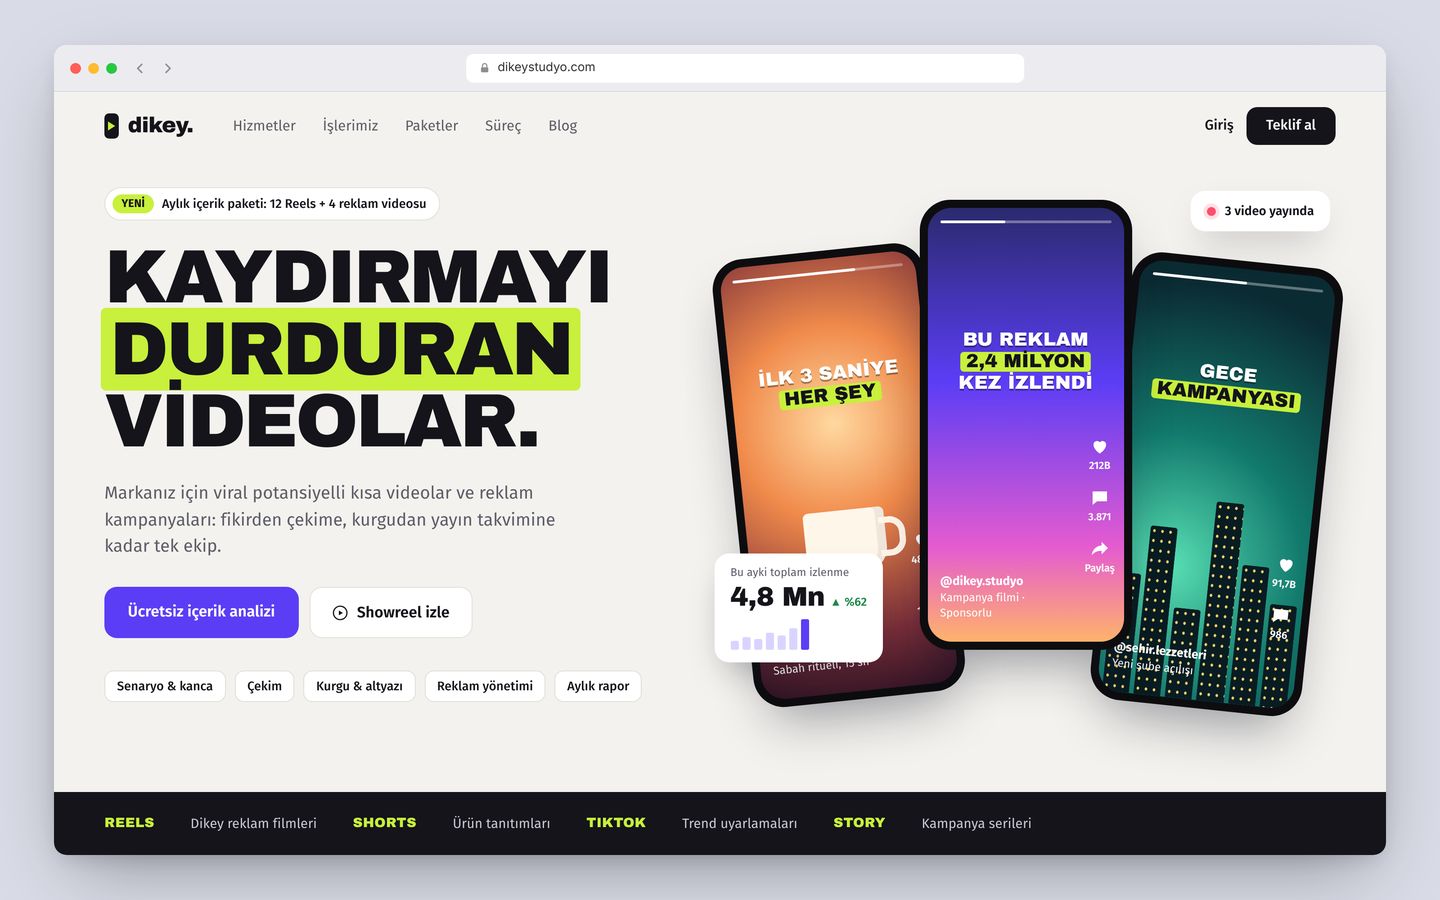 dikeystudyo.com
dikey.
Hizmetler
İşlerimiz
Paketler
Süreç
Blog
Giriş
Teklif al
YENİ
Aylık içerik paketi: 12 Reels + 4 reklam videosu
KAYDIRMAYI
DURDURAN
VİDEOLAR.
Markanız için viral potansiyelli kısa videolar ve reklam
kampanyaları: fikirden çekime, kurgudan yayın takvimine
kadar tek ekip.
Ücretsiz içerik analizi
Showreel izle
Senaryo & kanca
Çekim
Kurgu & altyazı
Reklam yönetimi
Aylık rapor
3 video yayında
İLK 3 SANİYE
HER ŞEY
Bu ayki toplam izlenme
4,8 Mn ▲ %62
Sabah ritüeli, 15 sn
BU REKLAM
2,4 MİLYON
KEZ İZLENDİ
212B
3.871
Paylaş
@dikey.studyo
Kampanya filmi ·
Sponsorlu
GECE
KAMPANYASI
91,7B
986
@sehir.lezzetleri
Yeni şube açılışı
REELS
Dikey reklam filmleri
SHORTS
Ürün tanıtımları
TIKTOK
Trend uyarlamaları
STORY
Kampanya serileri